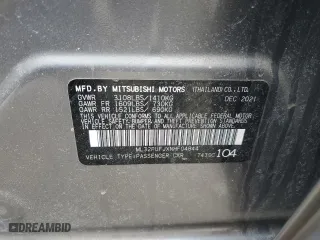 MFD.BY MITSUBISHI MOTORS (THAILAND) CO.,LTD.
GVWR 3108LBS/1410KG DEC 2021
GAWR FR 1609LBS/ 730KG
GAWR RR 1521LBS/ 690KG
THIS VEHICLE CONFORMS TO ALL APPLICABLE
FEDERAL MOTOR VEHICLE
SAFETY, BUMPER AND THEFT PREVENTION STANDARDS
IN EFFECT ON THE DATE OF MANUFACTURE
SHOWN ABOVE.
VEHICLE TYPE:PASSENGER CAR 104